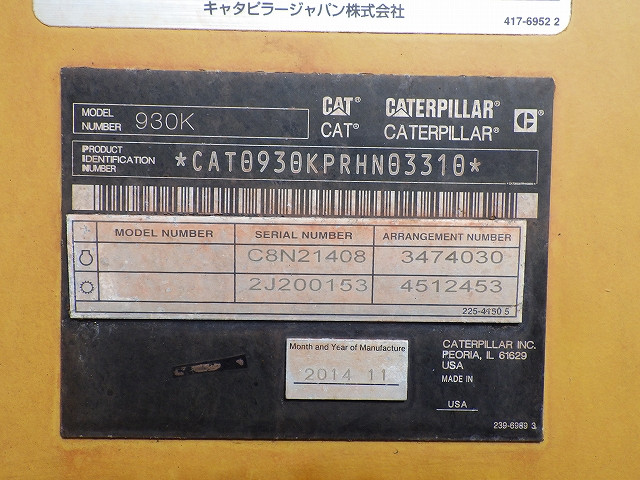 キャタピラージャパン株式会社
417-6952 2
MODEL NUMBER 930K
CAT® CATERPILLAR®
CAT® CATERPILLAR®
PRODUCT IDENTIFICATION NUMBER *CAT0930KPRHN03310*
MODEL NUMBER SERIAL NUMBER ARRANGEMENT NUMBER
C8N21408 3474030
2J200153 4512453
225-4180 5
Month and Year of Manufacture
2014 11
CATERPILLAR INC.
PEORIA, IL 61629
USA
MADE IN
USA
239-6989 3